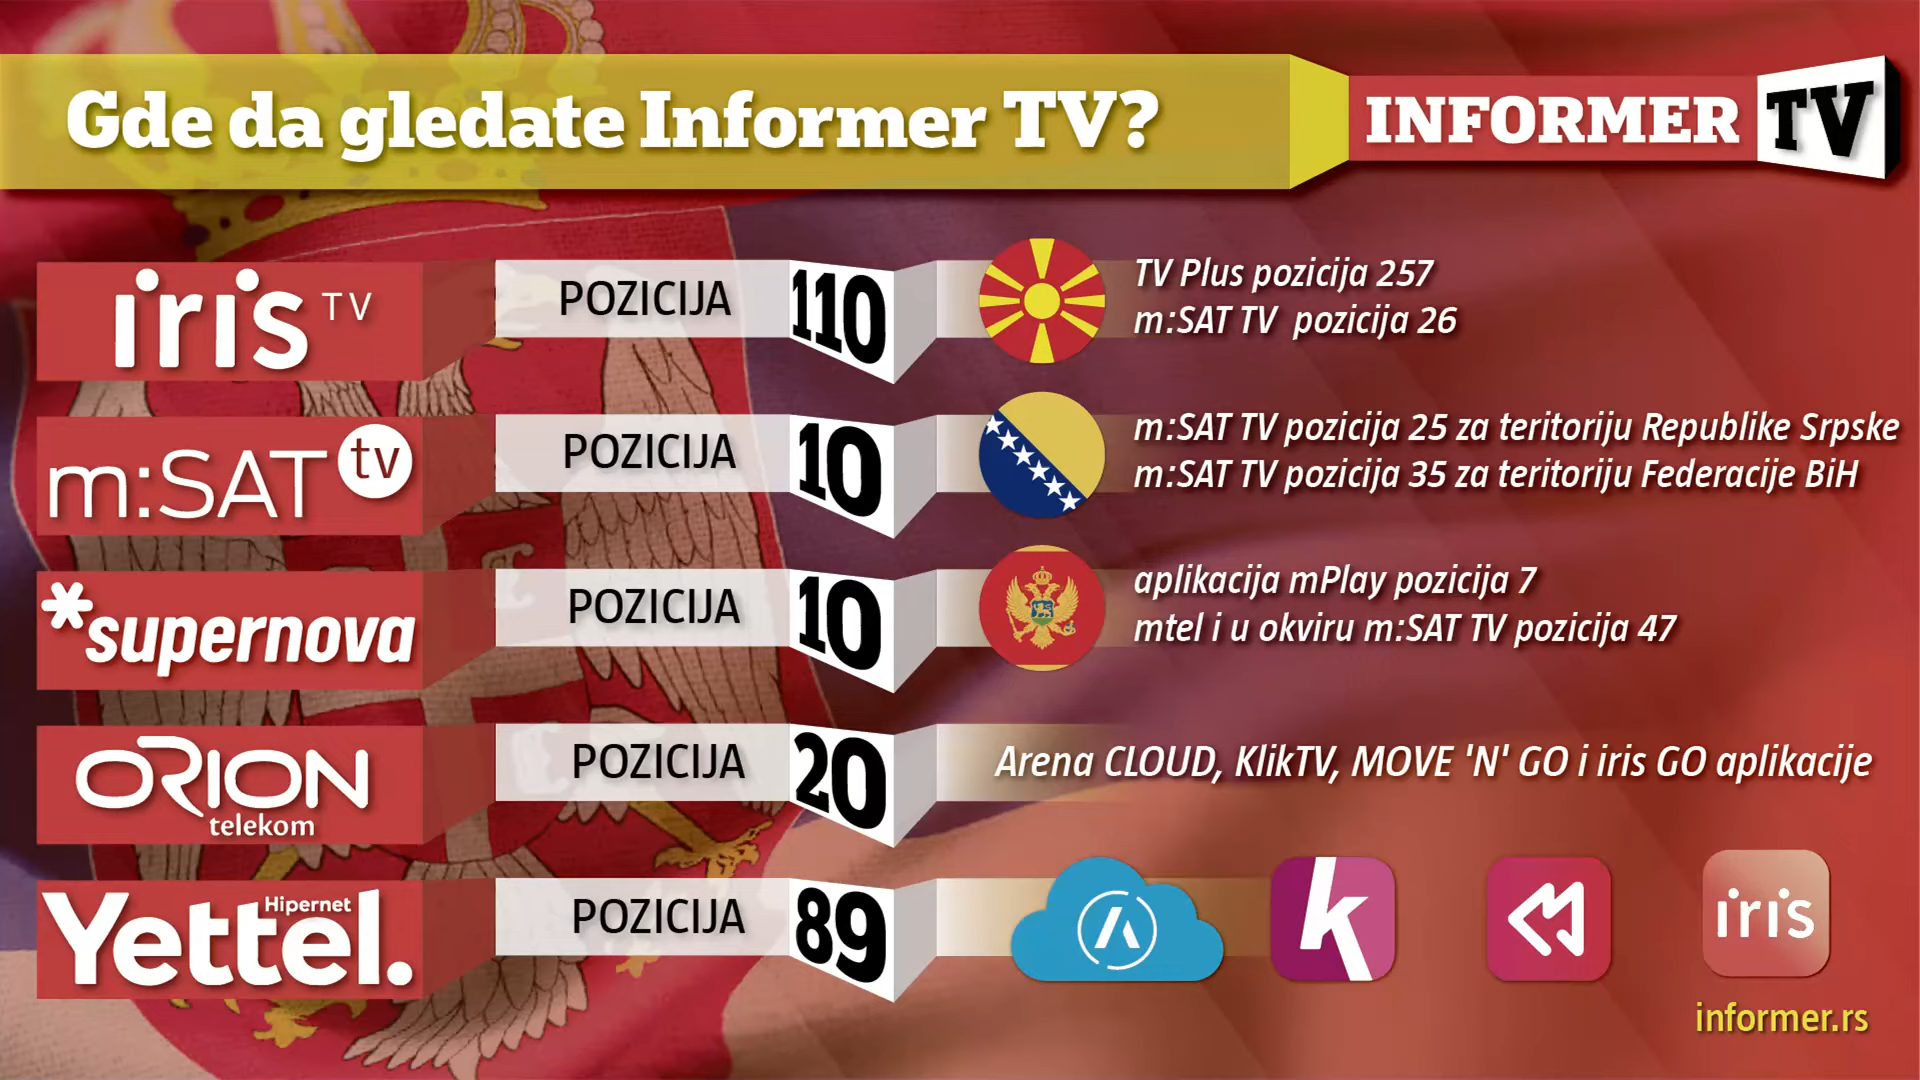 Gde da gledate Informer TV?
INFORMER TV
iris TV
POZICIJA 110
TV Plus pozicija 257
m:SAT TV pozicija 26
m:SAT tv
POZICIJA 10
m:SAT TV pozicija 25 za teritoriju Republike Srpske
m:SAT TV pozicija 35 za teritoriju Federacije BiH
*supernova
POZICIJA 10
aplikacija mPlay pozicija 7
mtel i u okviru m:SAT TV pozicija 47
ORION
telekom
POZICIJA 20
Arena CLOUD, KlikTV, MOVE 'N' GO i iris GO aplikacije
Hipernet
Yettel.
POZICIJA 89
k
iris
informer.rs